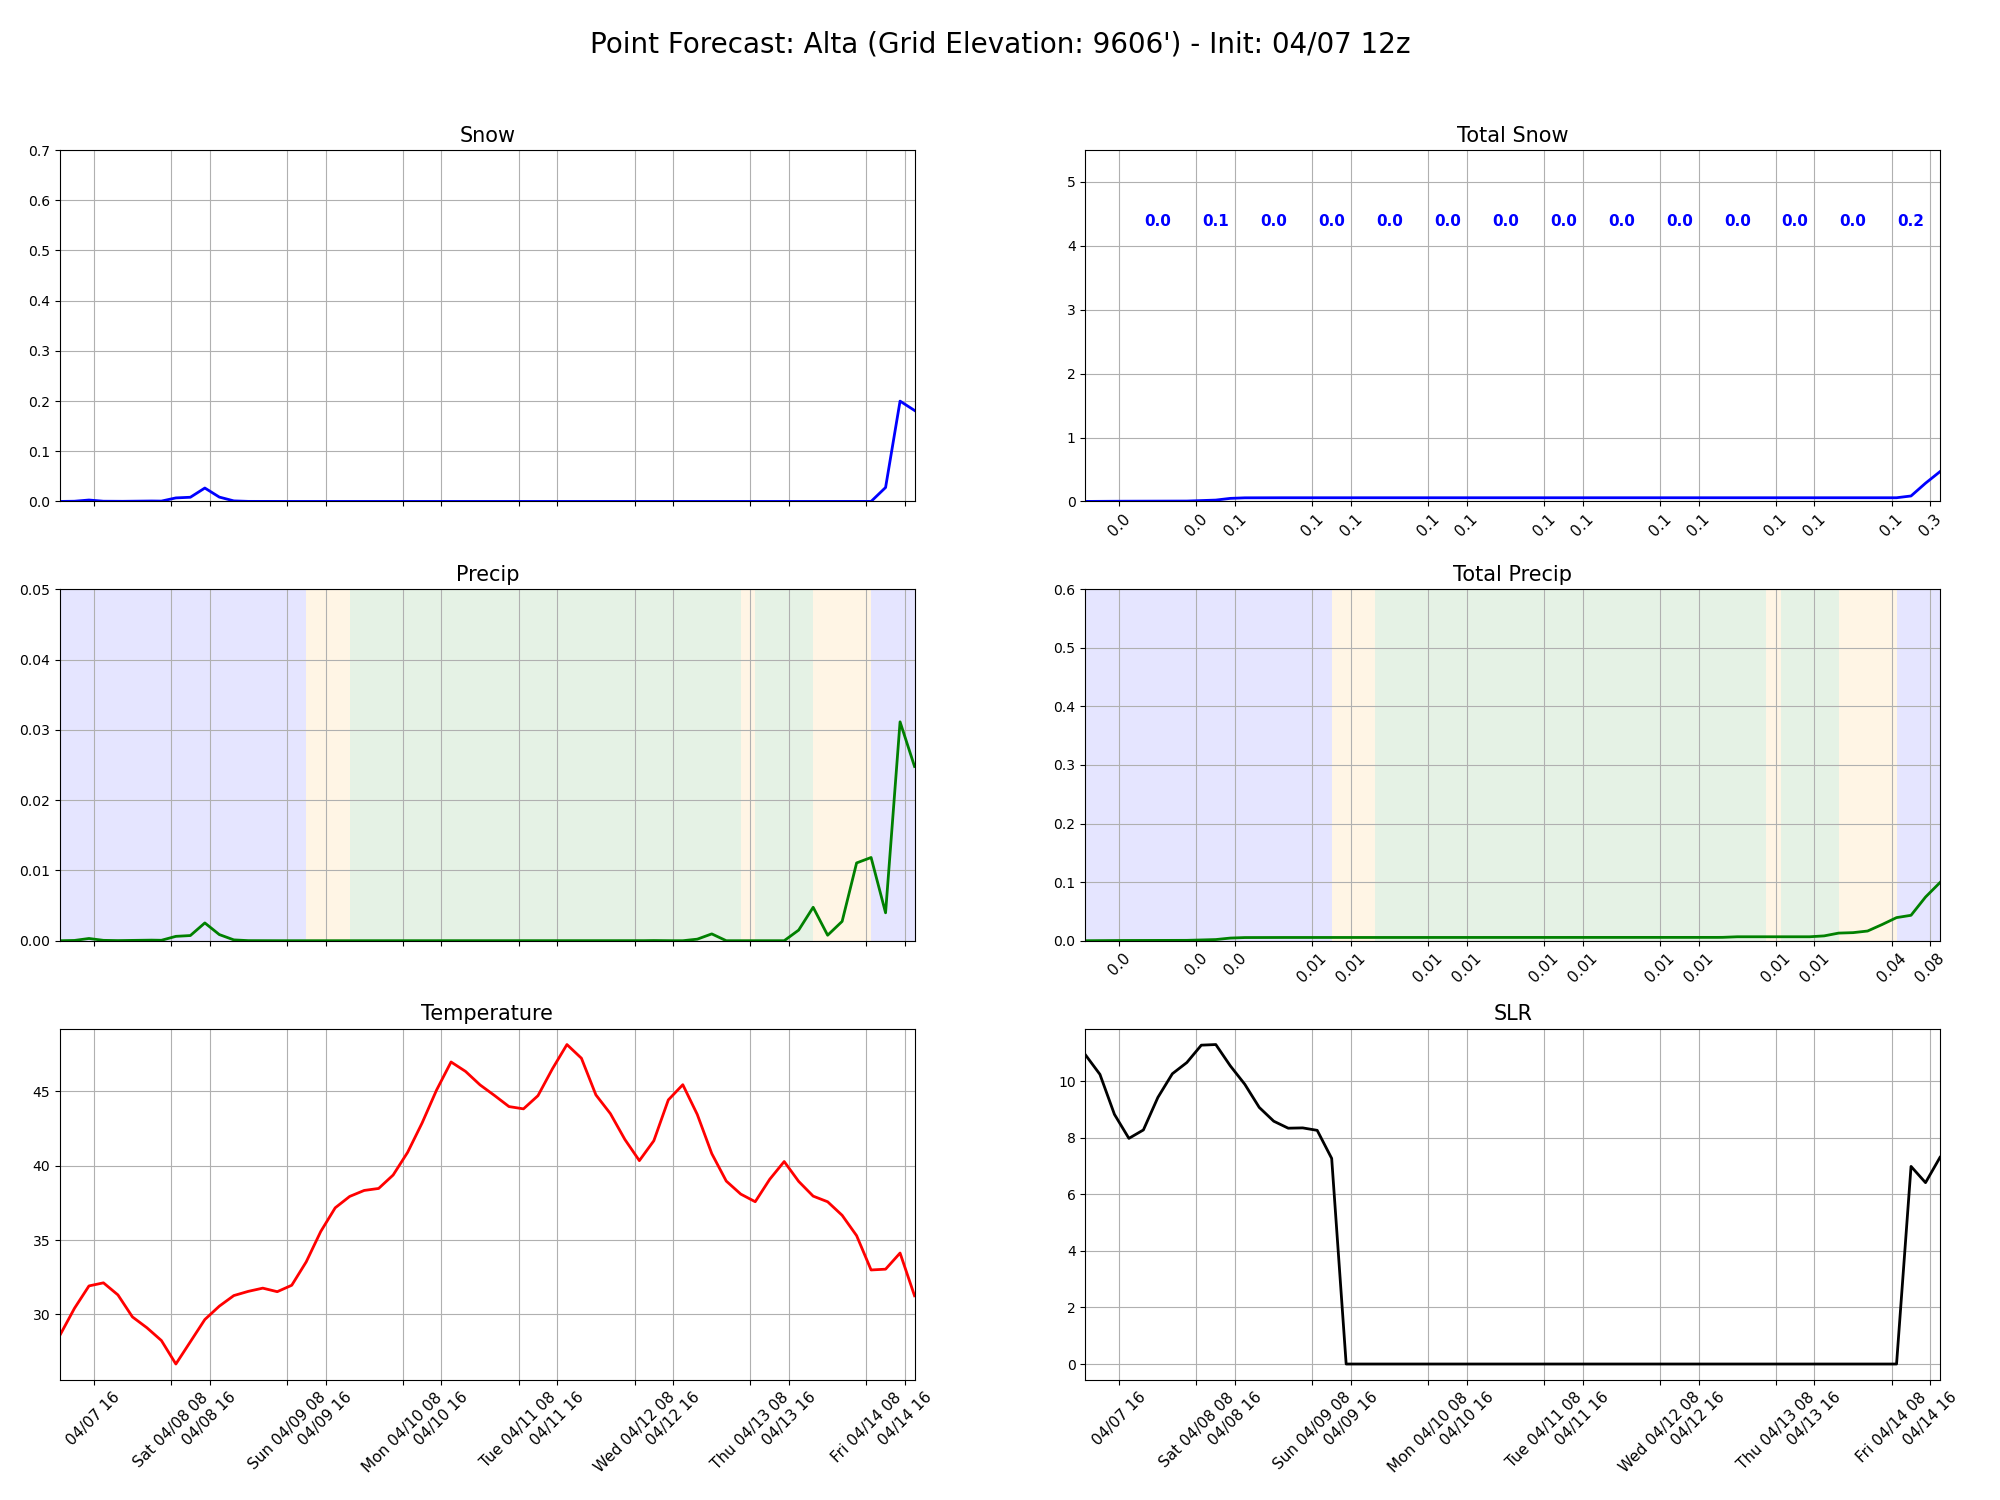 Point Forecast: Alta (Grid Elevation: 9606') - Init: 04/07 12z
Snow
0.7
0.6
0.5
0.4
0.3
0.2
0.1
0.0
Total Snow
5
4
3
2
1
0
0.0 0.1 0.0 0.0 0.0 0.0 0.0 0.0 0.0 0.0 0.0 0.0 0.0 0.2
0.0 0.0 0.1 0.1 0.1 0.1 0.1 0.1 0.1 0.1 0.1 0.1 0.1 0.1 0.3
Precip
0.05
0.04
0.03
0.02
0.01
0.00
Total Precip
0.6
0.5
0.4
0.3
0.2
0.1
0.0
0.0 0.0 0.0 0.01 0.01 0.01 0.01 0.01 0.01 0.01 0.01 0.01 0.01 0.04 0.08
Temperature
45
40
35
30
04/07 16
Sat 04/08 08
04/08 16
Sun 04/09 08
04/09 16
Mon 04/10 08
04/10 16
Tue 04/11 08
04/11 16
Wed 04/12 08
04/12 16
Thu 04/13 08
04/13 16
Fri 04/14 08
04/14 16
SLR
10
8
6
4
2
0
04/07 16
Sat 04/08 08
04/08 16
Sun 04/09 08
04/09 16
Mon 04/10 08
04/10 16
Tue 04/11 08
04/11 16
Wed 04/12 08
04/12 16
Thu 04/13 08
04/13 16
Fri 04/14 08
04/14 16